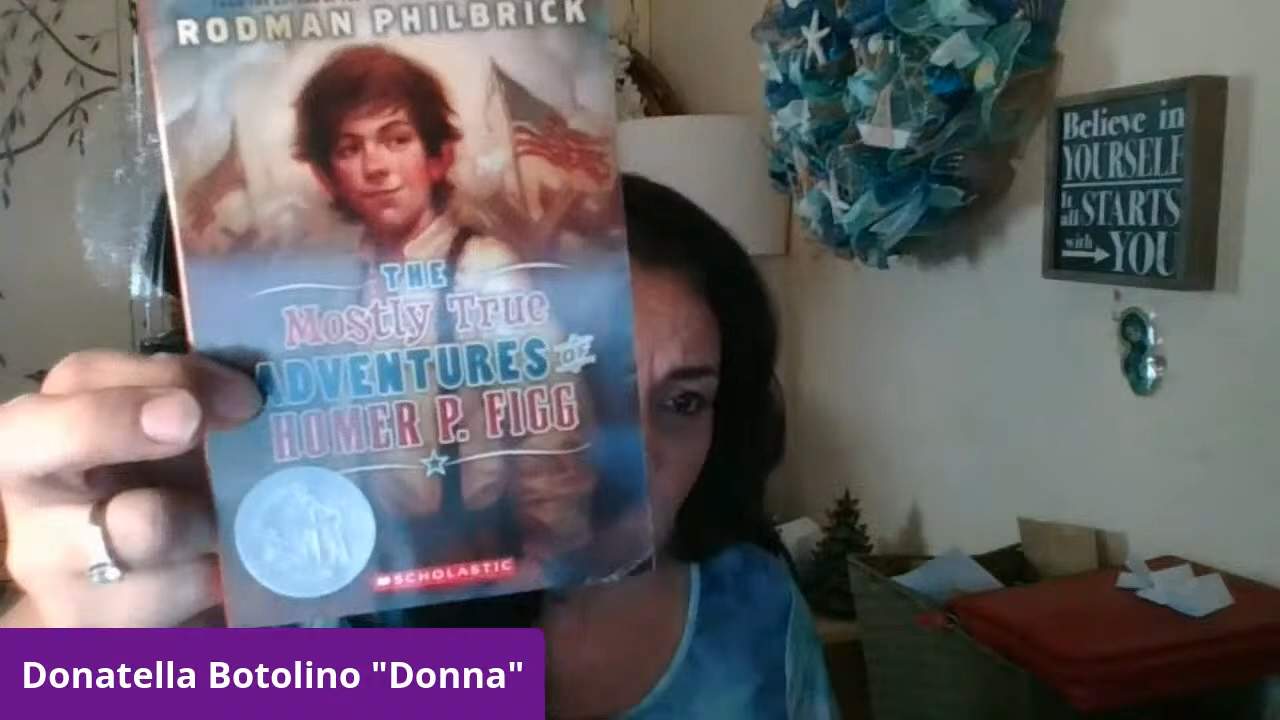 RODMAN PHILBRICK
THE
Mostly True
ADVENTURES OF
HOMER P. FIGG
SCHOLASTIC
Believe in
YOURSELF
It all STARTS
with YOU
Donatella Botolino "Donna"